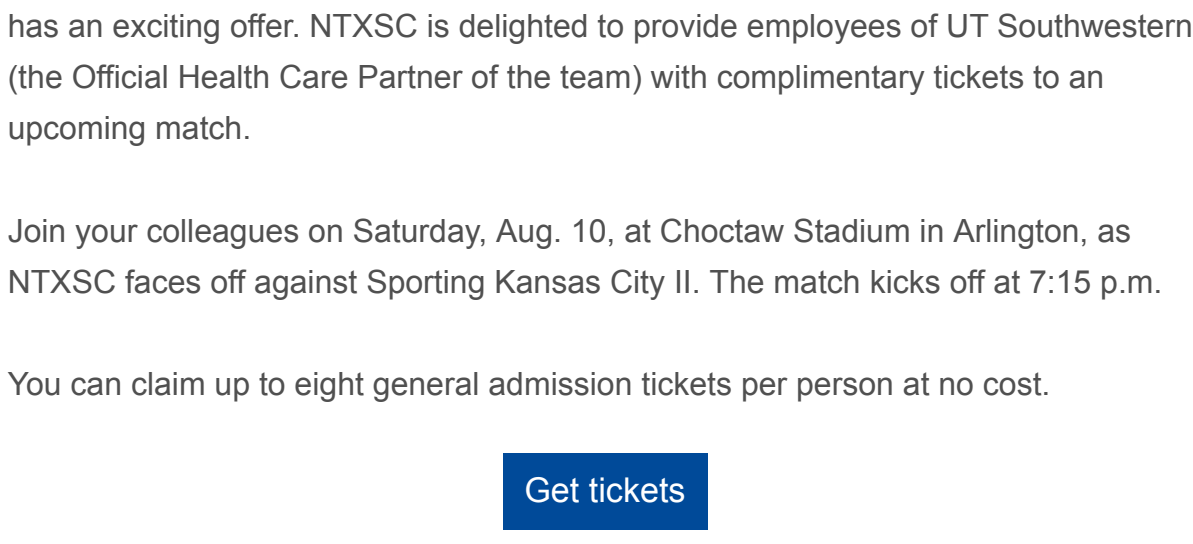 has an exciting offer. NTXSC is delighted to provide employees of UT Southwestern
(the Official Health Care Partner of the team) with complimentary tickets to an
upcoming match.
Join your colleagues on Saturday, Aug. 10, at Choctaw Stadium in Arlington, as
NTXSC faces off against Sporting Kansas City II. The match kicks off at 7:15 p.m.
You can claim up to eight general admission tickets per person at no cost.
Get tickets